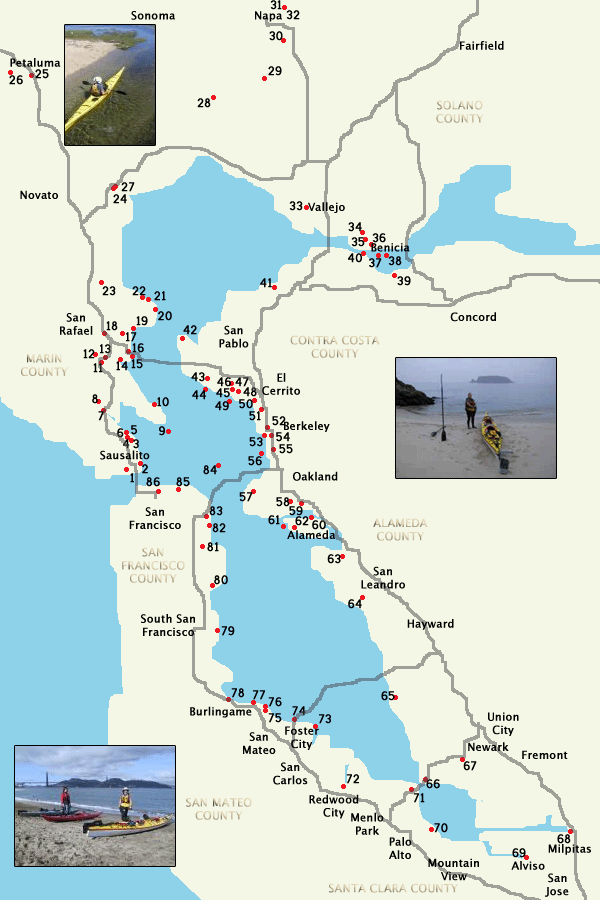 31
Sonoma
Napa 32
30
Fairfield
Petaluma
25
26
29
28
SOLANO
COUNTY
27
Novato
24
33 Vallejo
34
35
36
Benicia
40
37
38
39
41
23
22
21
20
Concord
San
Rafael
18
19
17
42
San
Pablo
CONTRA COSTA
COUNTY
MARIN
COUNTY
12
13
16
11
14
15
43
46
47
El
Cerrito
44
45
48
49
50
8
10
7
51
52
Berkeley
6
5
9
53
54
4
3
Sausalito
55
56
2
84
1
86
85
Oakland
57
58
San
Francisco
83
59
61
62
60
82
Alameda
ALAMEDA
COUNTY
SAN
FRANCISCO
COUNTY
81
63
80
San
Leandro
64
South San
Francisco
79
Hayward
78
77
76
65
Burlingame
75
74
73
Foster
City
San
Mateo
Union
City
Newark
Fremont
San
Carlos
67
72
66
71
SAN MATEO
COUNTY
Redwood
City
Menlo
Park
70
Palo
Alto
68
Milpitas
69
Mountain
View
Alviso
San
Jose
SANTA CLARA COUNTY